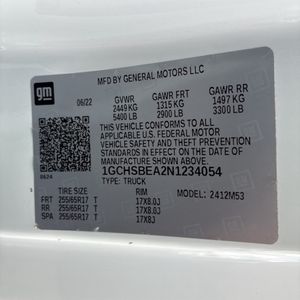 gm
MFD BY GENERAL MOTORS LLC
06/22 GVWR GAWR FRT GAWR RR
2449 KG 1315 KG 1497 KG
5400 LB 2900 LB 3300 LB
THIS VEHICLE CONFORMS TO ALL
APPLICABLE U.S. FEDERAL MOTOR
VEHICLE SAFETY AND THEFT PREVENTION
STANDARDS IN EFFECT ON THE DATE OF
MANUFACTURE SHOWN ABOVE.
1GCHSBEA2N1234054
0624 TYPE: TRUCK MODEL: 2412M53
TIRE SIZE RIM
FRT 255/65R17 T 17X8.0J
RR 255/65R17 T 17X8.0J
SPA 255/65R17 T 17X8J